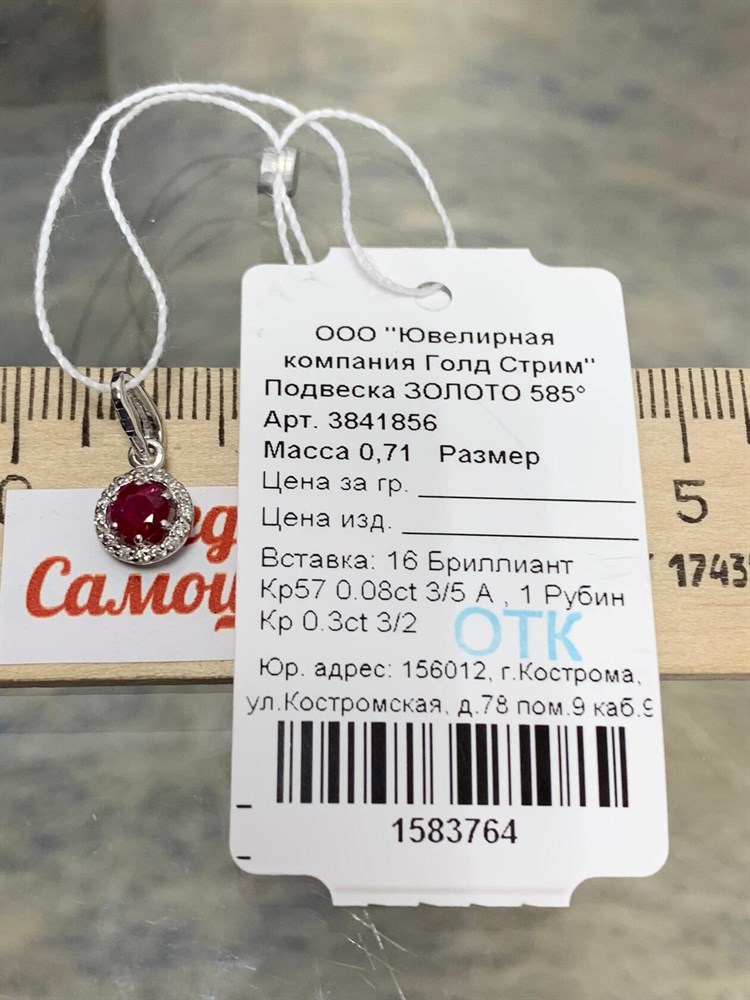 ООО "Ювелирная
компания Голд Стрим"
Подвеска ЗОЛОТО 585°
Арт. 3841856
Масса 0,71 Размер
Цена за гр.
Цена изд.
Вставка: 16 Бриллиант
Кр57 0.08ct 3/5 А , 1 Рубин
Кр 0.3ct 3/2
ОТК
Юр. адрес: 156012, г.Кострома,
ул.Костромская, д.78 пом.9 каб.9
1583764
5
1743